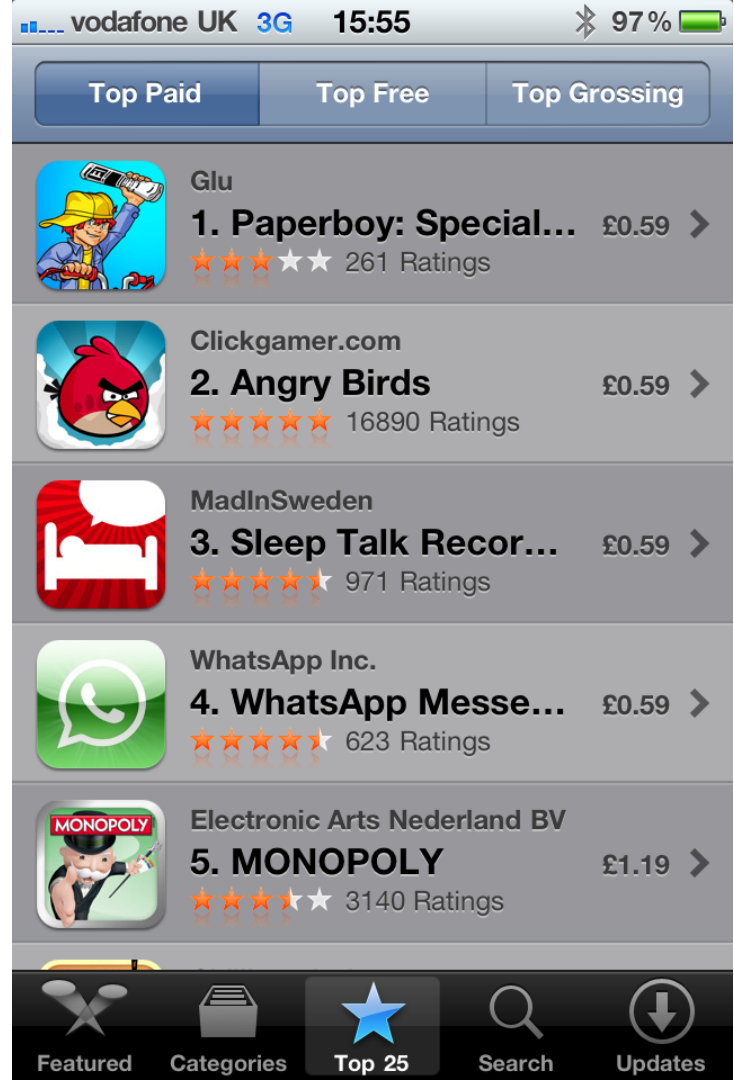 vodafone UK 3G 15:55 97%
Top Paid Top Free Top Grossing
Glu
1. Paperboy: Special... £0.59
261 Ratings
Clickgamer.com
2. Angry Birds £0.59
16890 Ratings
MadInSweden
3. Sleep Talk Recor... £0.59
971 Ratings
WhatsApp Inc.
4. WhatsApp Messe... £0.59
623 Ratings
MONOPOLY
Electronic Arts Nederland BV
5. MONOPOLY £1.19
3140 Ratings
Featured Categories Top 25 Search Updates